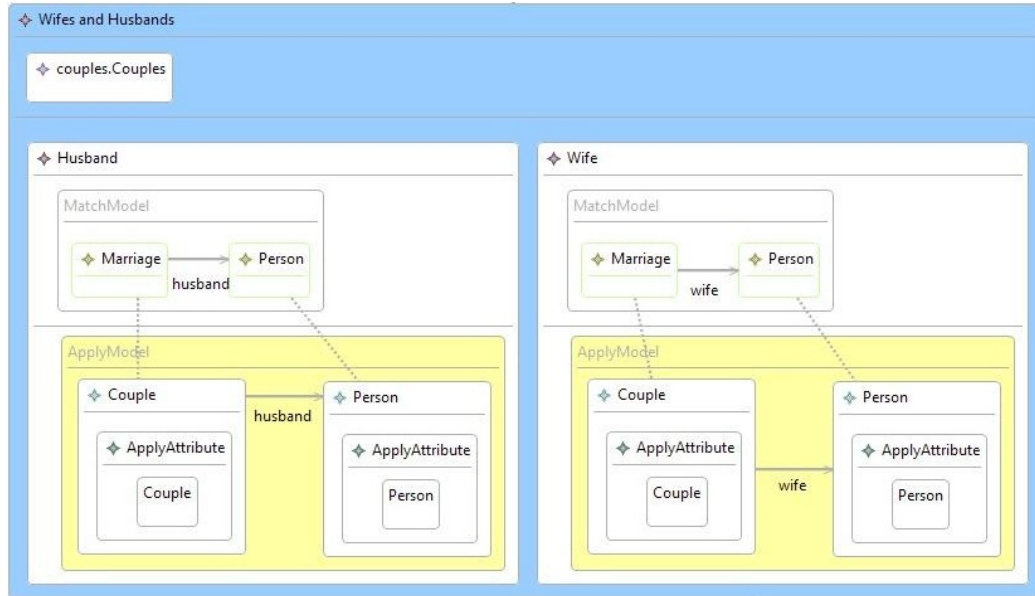 Wifes and Husbands
couples.Couples
Husband
MatchModel
Marriage
Person
husband
ApplyModel
Couple
husband
Person
ApplyAttribute
Couple
ApplyAttribute
Person
Wife
MatchModel
Marriage
Person
wife
ApplyModel
Couple
Person
ApplyAttribute
Couple
wife
ApplyAttribute
Person